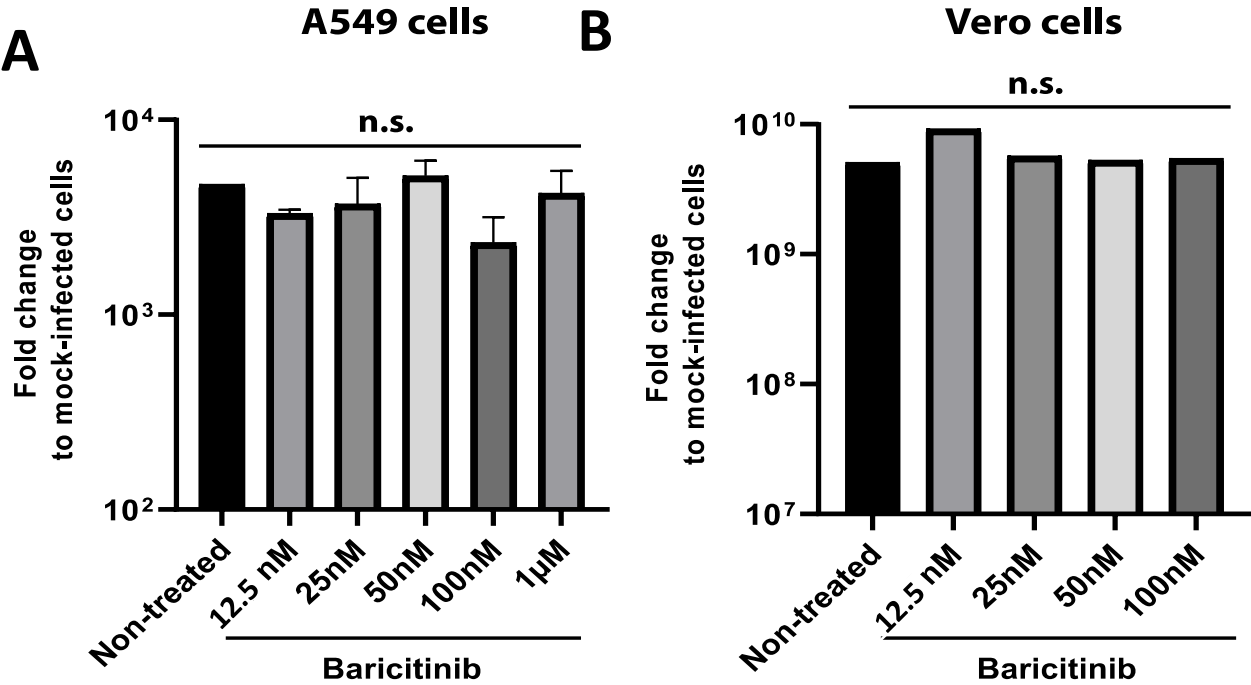 A
A549 cells
n.s.
Fold change
to mock-infected cells
10⁴
10³
10²
Non-treated
12.5 nM
25nM
50nM
100nM
1µM
Baricitinib
B
Vero cells
n.s.
Fold change
to mock-infected cells
10¹⁰
10⁹
10⁸
10⁷
Non-treated
12.5 nM
25nM
50nM
100nM
Baricitinib